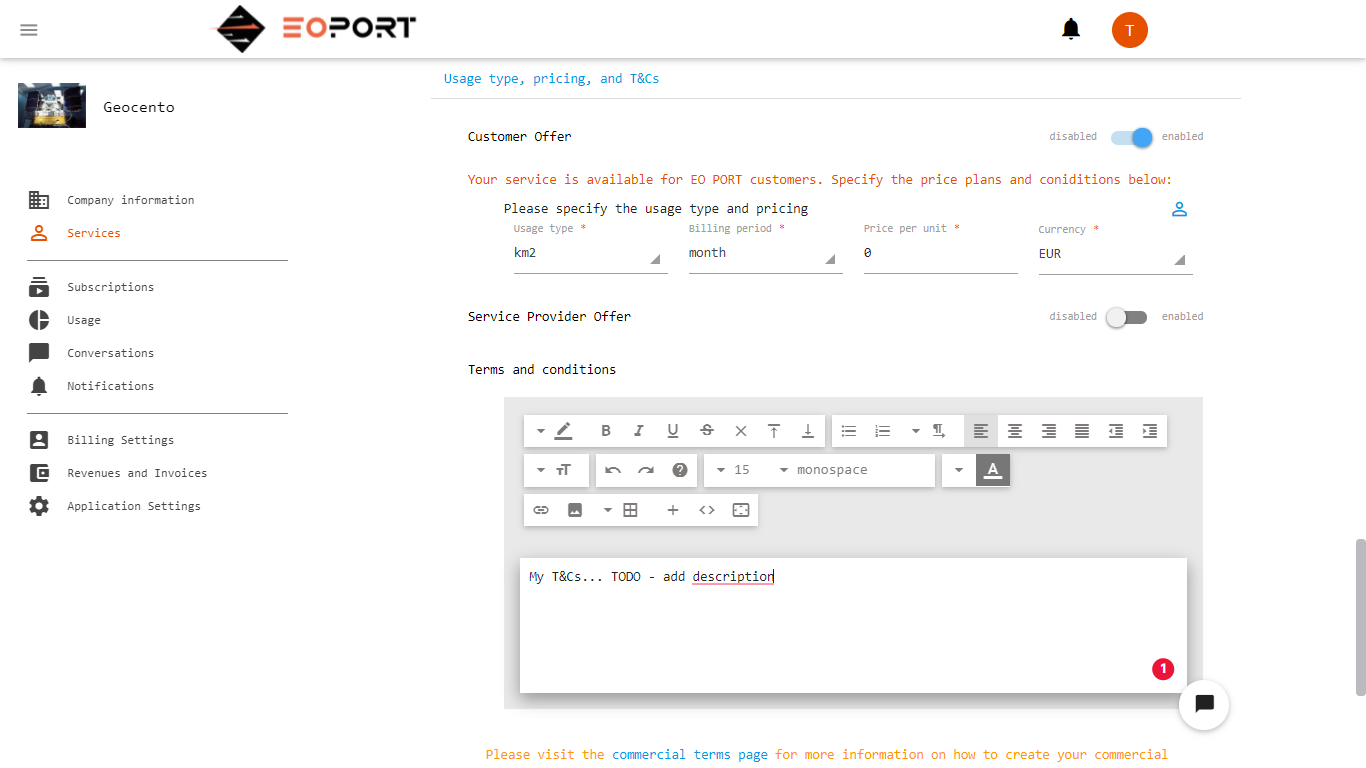 EOPORT
T
Geocento
Company information
Services
Subscriptions
Usage
Conversations
Notifications
Billing Settings
Revenues and Invoices
Application Settings
Usage type, pricing, and T&Cs
Customer Offer
disabled enabled
Your service is available for EO PORT customers. Specify the price plans and coniditions below:
Please specify the usage type and pricing
Usage type * Billing period * Price per unit * Currency *
km2 month 0 EUR
Service Provider Offer
disabled enabled
Terms and conditions
B I U S
15 monospace A
My T&Cs... TODO - add description
1
Please visit the commercial terms page for more information on how to create your commercial